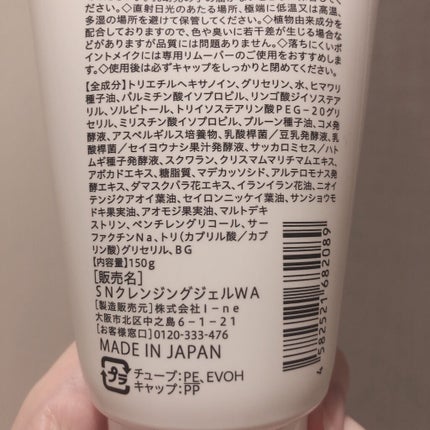 い。◇直射日光のあたる場所、極端に低温又は高温、
多湿の場所を避けて保管してください。◇植物由来成分を
配合しておりますので、色や臭いに若干差が生じる場合な
どがありますが品質には問題ありません。◇落ちにくいポ
イントメイクには専用リムーバーのご使用をおすすめしま
す。◇使用後は必ずキャップをしっかりと閉めてください。
【全成分】トリエチルヘキサノイン、グリセリン、水、ヒマワリ
種子油、パルミチン酸イソプロピル、リンゴ酸ジイソステア
リル、ソルビトール、トリイソステアリン酸PEG-20グリ
セリル、ミリスチン酸イソプロピル、プルーン種子油、コメ発
酵液、アスペルギルス培養物、乳酸桿菌/豆乳発酵液、乳
酸桿菌/セイヨウナシ果汁発酵液、サッカロミセス/ハト
ムギ種子発酵液、スクワラン、クリスマムマリチマムエキス、
アボカドエキス、糖脂質、マデカッソシド、アルテロモナス発
酵エキス、ダマスクバラ花エキス、イランイラン花油、ニオイ
テンジクアオイ葉油、セイロンニッケイ葉油、サンショウモ
ドキ果実油、アオモジ果実油、マルトデキ
ストリン、ペンチレングリコール、サー
ファクチンNa、トリ(カプリル酸/カプ
リン酸)グリセリル、BG
【内容量】150g
【販売名】
SNクレンジングジェルWA
【製造販売元】株式会社I-ne
大阪市北区中之島6-1-21
【お客様窓口】0120-333-476
MADE IN JAPAN
プラ
チューブ:PE、EVOH
キャップ:PP
4 582521 682089